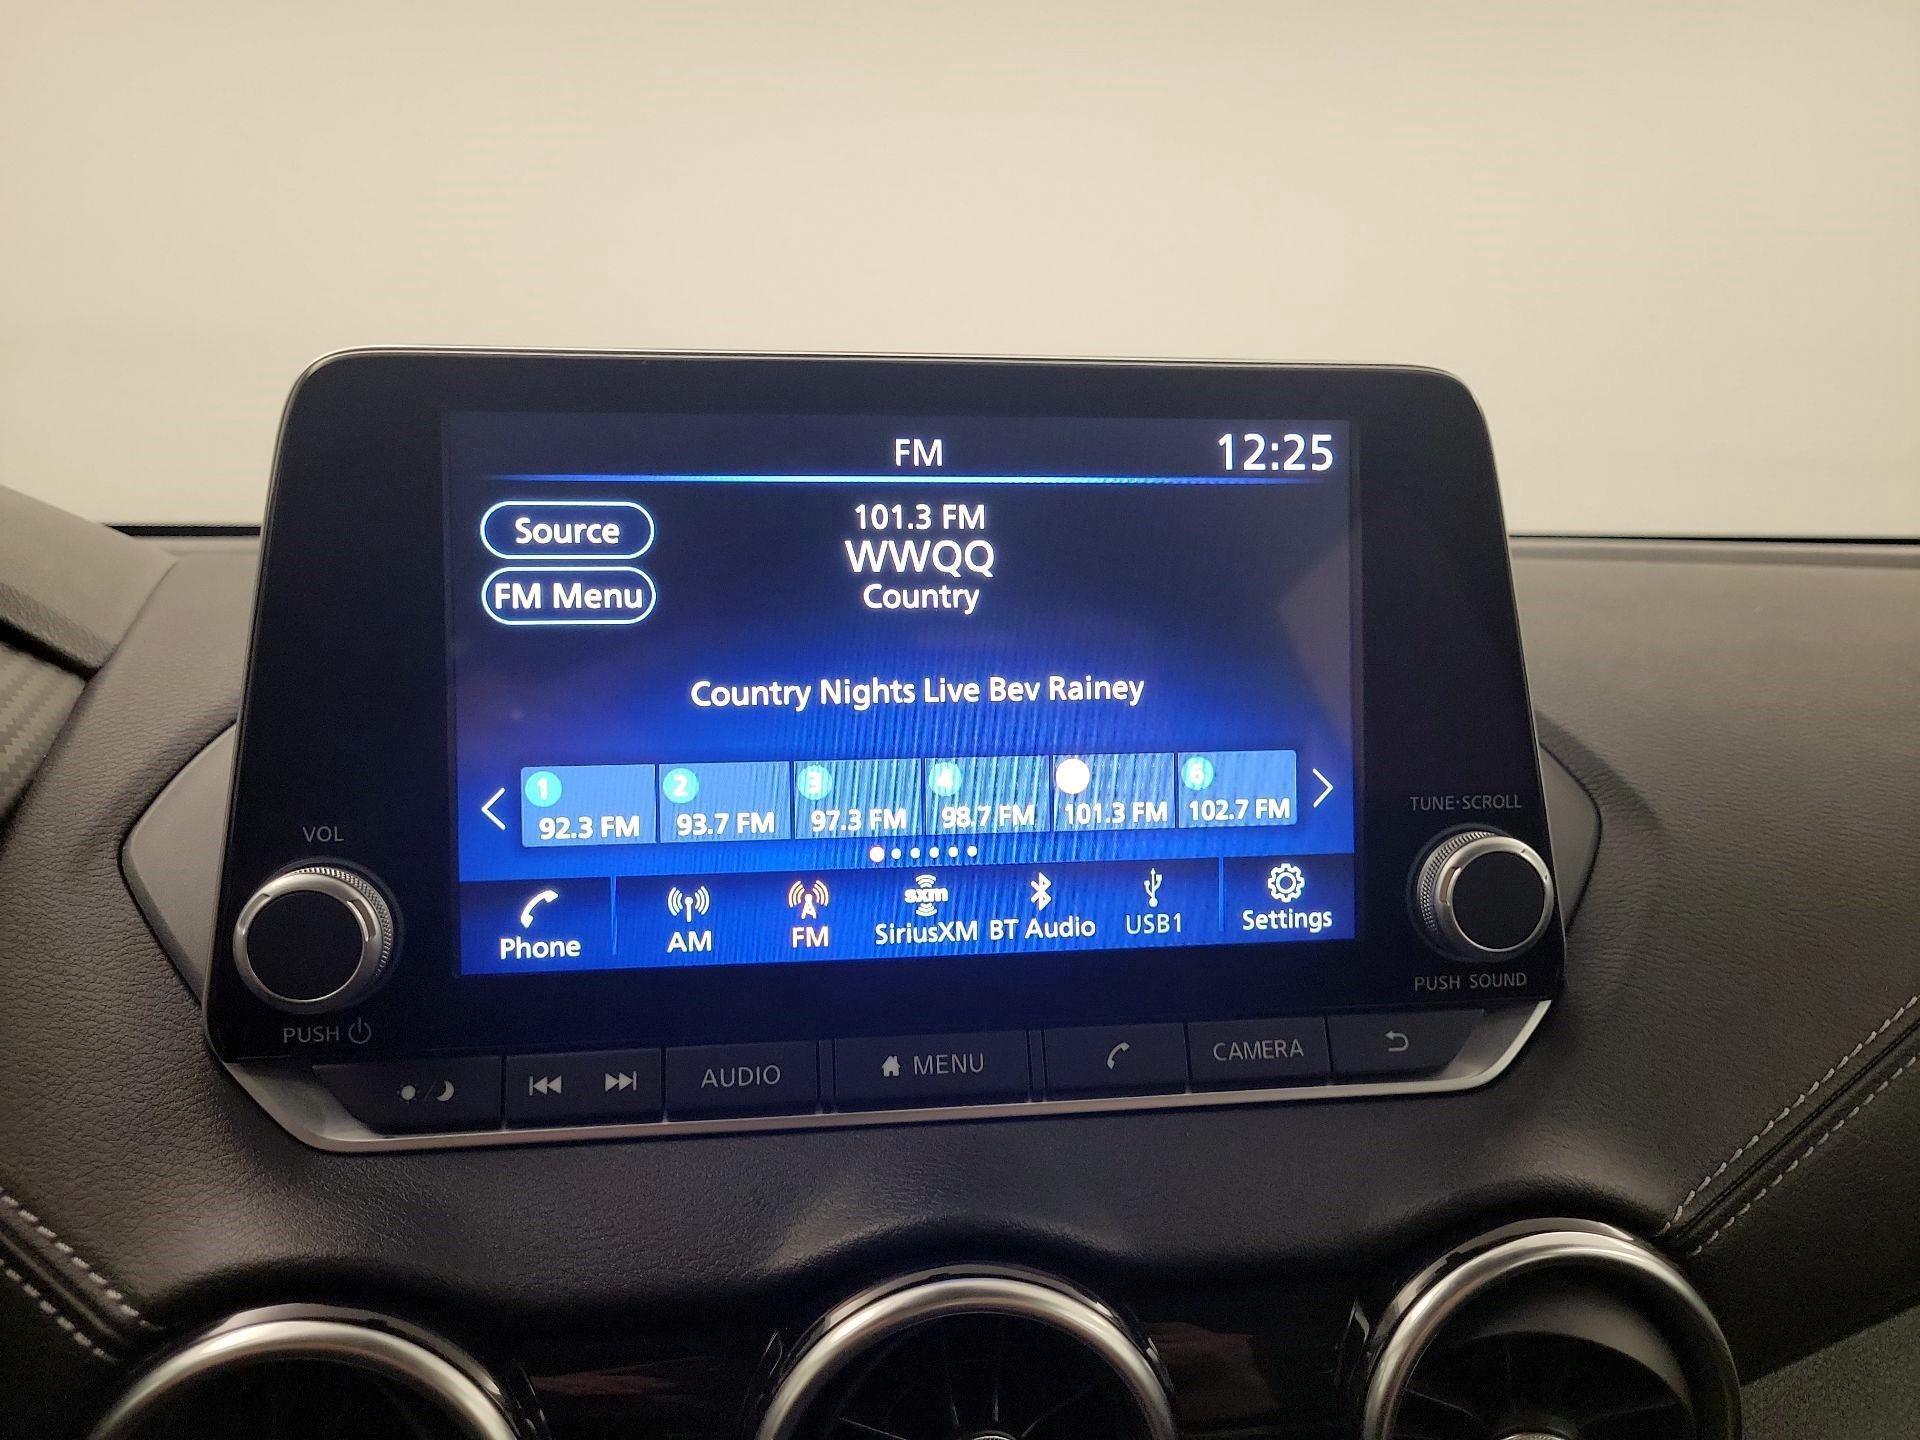 FM 12:25
Source
FM Menu
101.3 FM
WWQQ
Country
Country Nights Live Bev Rainey
1 2 3 4 6
92.3 FM 93.7 FM 97.3 FM 98.7 FM 101.3 FM 102.7 FM
sxm
Phone AM FM SiriusXM BT Audio USB1 Settings
VOL
PUSH
TUNE·SCROLL
PUSH SOUND
AUDIO MENU CAMERA